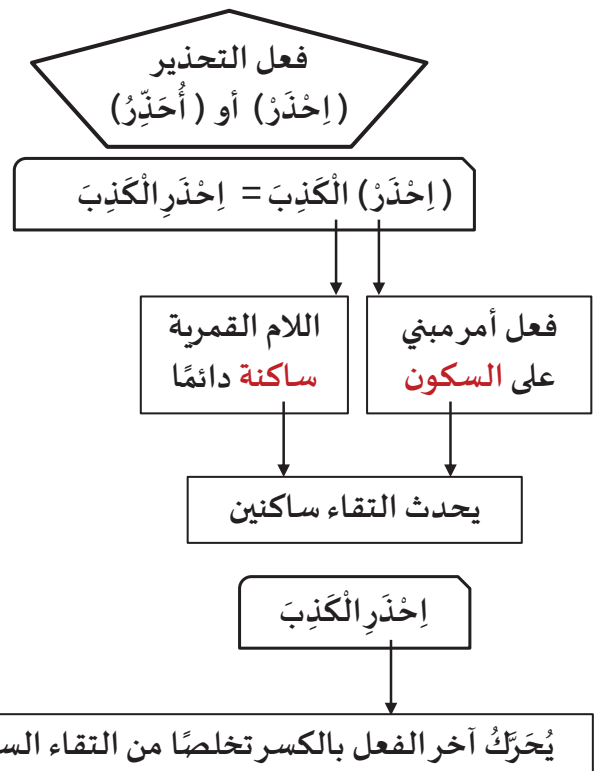 فعل التحذير
(اِحْذَرْ) أو (أُحَذِّرُ)
(اِحْذَرْ) الْكَذِبَ = اِحْذَرِ الْكَذِبَ
فعل أمر مبني
على السكون
اللام القمرية
ساكنة دائمًا
يحدث التقاء ساكنين
اِحْذَرِ الْكَذِبَ
يُحَرَّكُ آخر الفعل بالكسر تخلصًا من التقاء